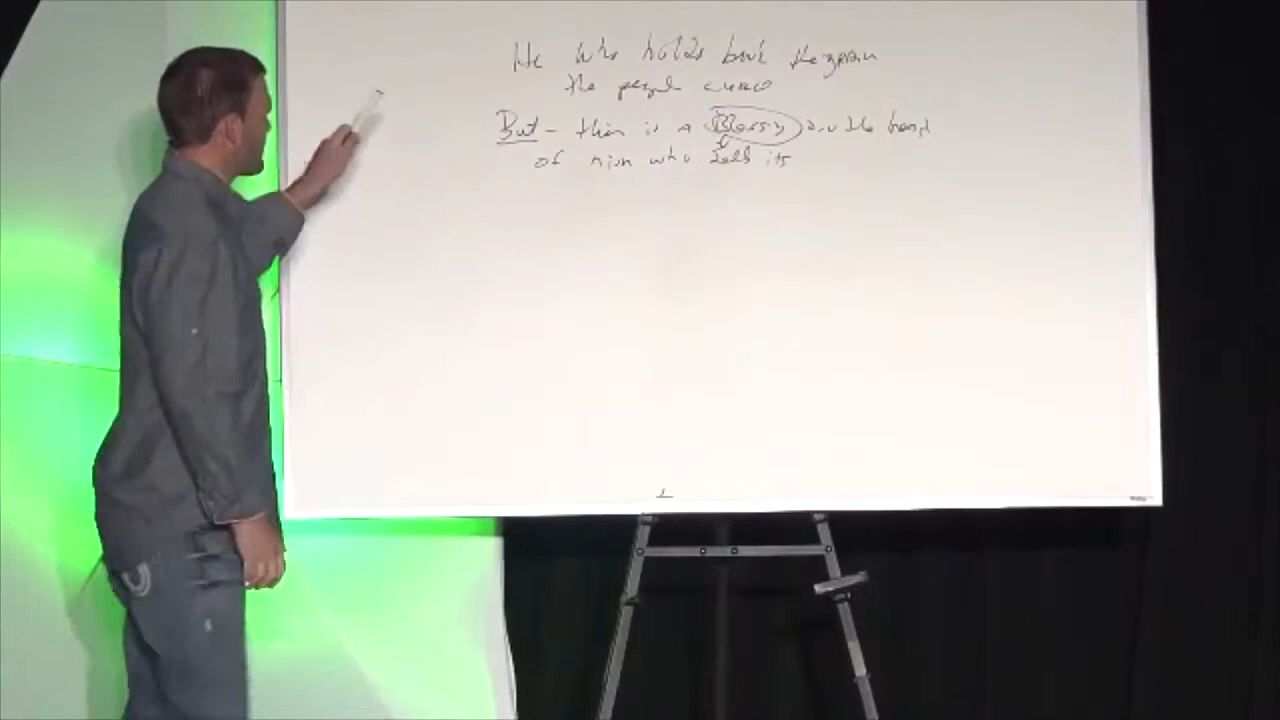 He who holds back the grain
the people curse
But - their is a Blessing on the head
of him who sells it